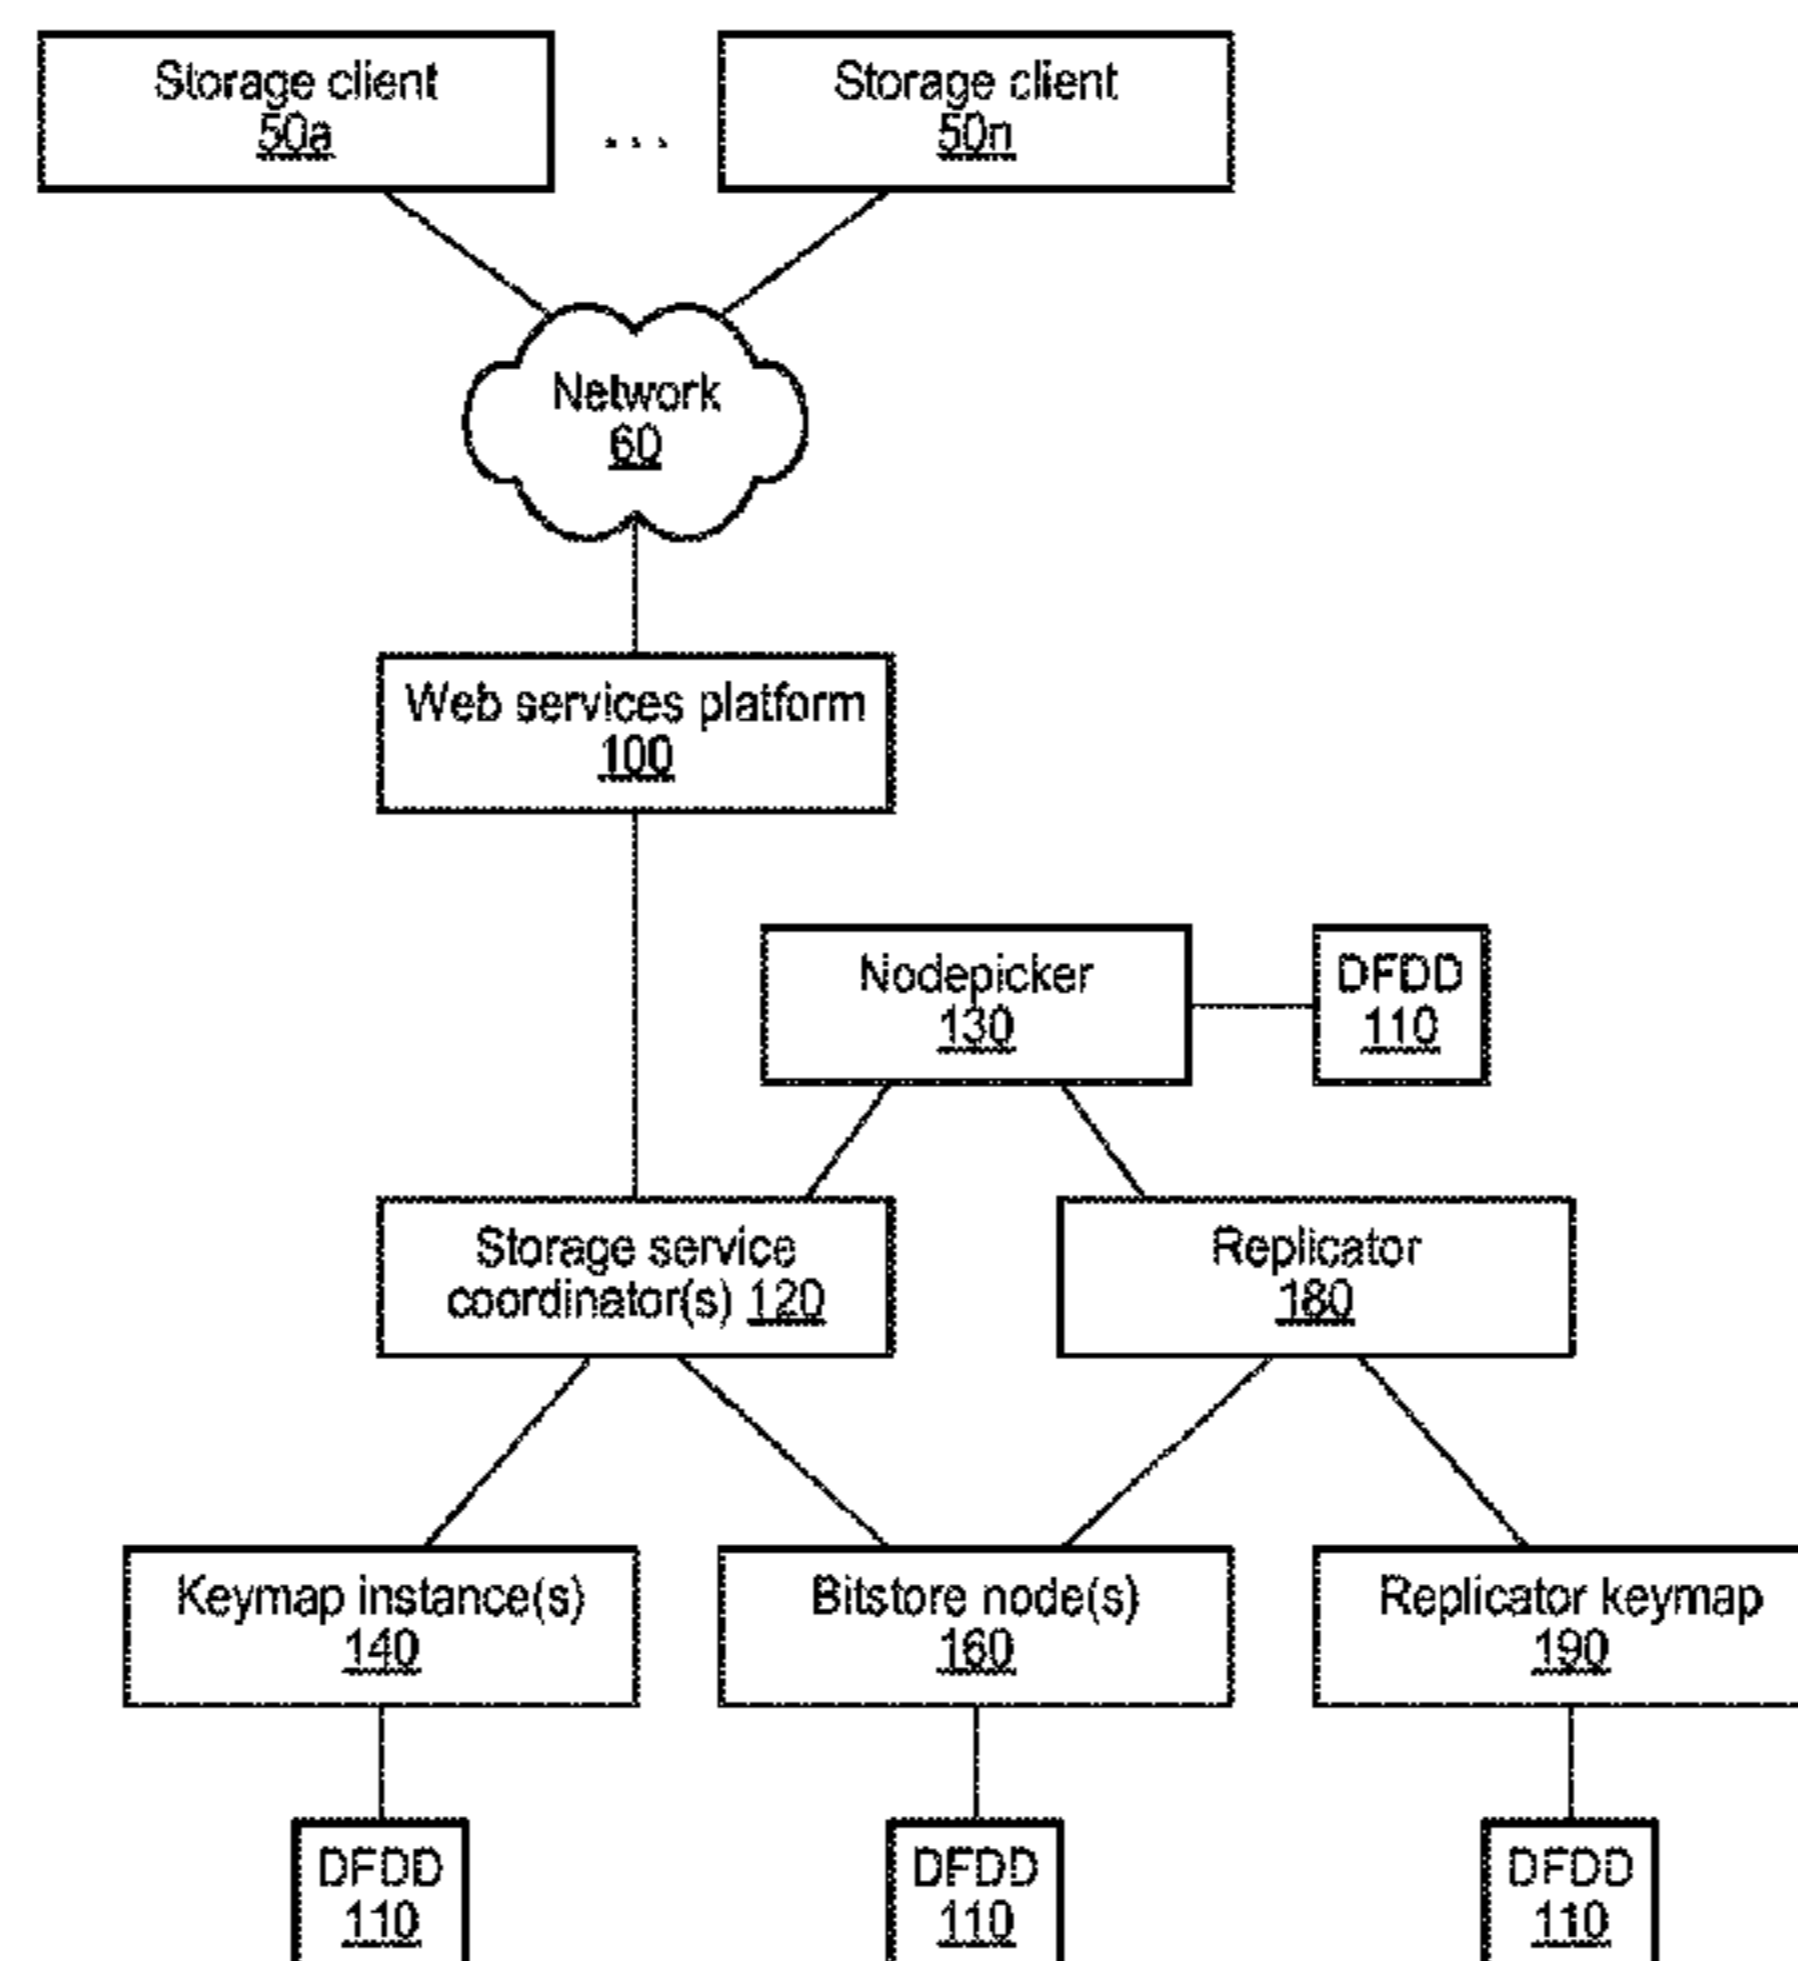 Storage client
50a
...
Storage client
50n
Network
60
Web services platform
100
Nodepicker
130
DFDD
110
Storage service
coordinator(s) 120
Replicator
180
Keymap instance(s)
140
Bitstore node(s)
160
Replicator keymap
190
DFDD
110
DFDD
110
DFDD
110